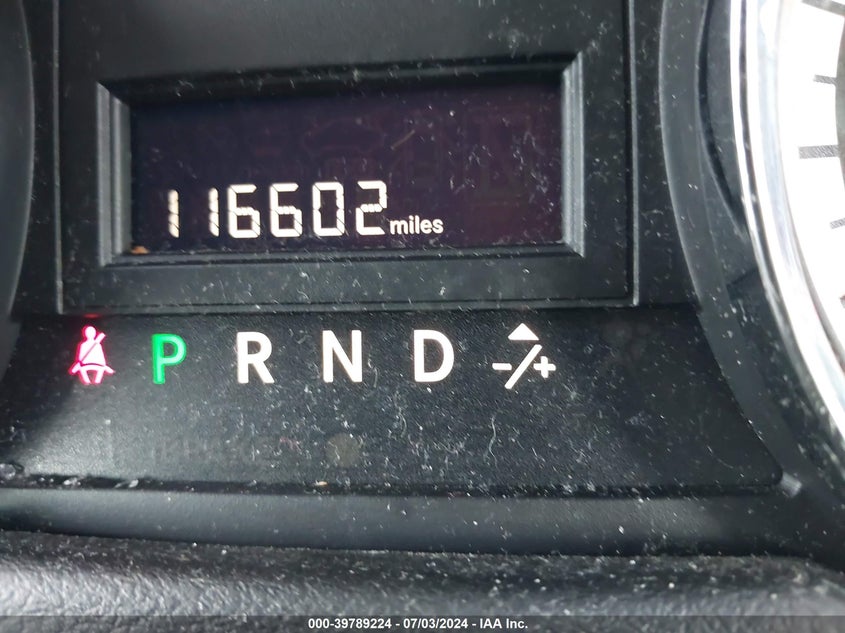 116602 miles
P R N D -/+
000-39789224 - 07/03/2024 - IAA Inc.